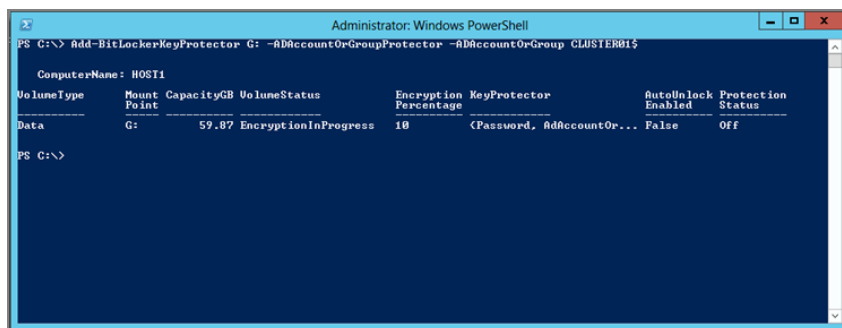 Administrator: Windows PowerShell
PS C:\> Add-BitLockerKeyProtector G: -ADAccountOrGroupProtector -ADAccountOrGroup CLUSTER01$
ComputerName: HOST1
VolumeType Mount CapacityGB VolumeStatus Encryption KeyProtector AutoUnlock Protection
Point Percentage Enabled Status
---------- ----- ---------- ------------ ---------- ------------ ---------- ----------
Data G: 59.87 EncryptionInProgress 10 {Password, AdAccountOr... False Off
PS C:\>